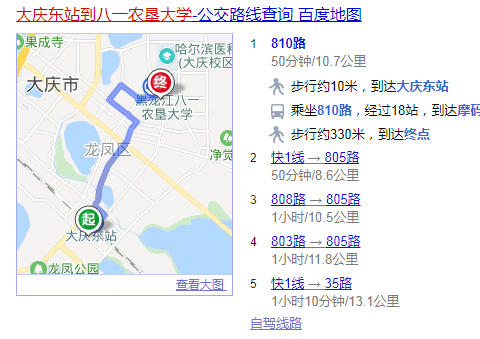 大庆东站到八一农垦大学-公交路线查询 百度地图
果成寺
哈尔滨医科
(大庆校区
大庆市
终
黑龙江八一
农垦大学
龙凤区
净觉
起
大庆东站
龙凤公园
查看大图
1 810路
50分钟/10.7公里
步行约10米，到达大庆东站
乘坐810路，经过18站，到达摩码
步行约330米，到达终点
2 快1线 → 805路
50分钟/8.6公里
3 808路 → 805路
1小时/10.5公里
4 803路 → 805路
1小时/11.8公里
5 快1线 → 35路
1小时10分钟/13.1公里
自驾线路